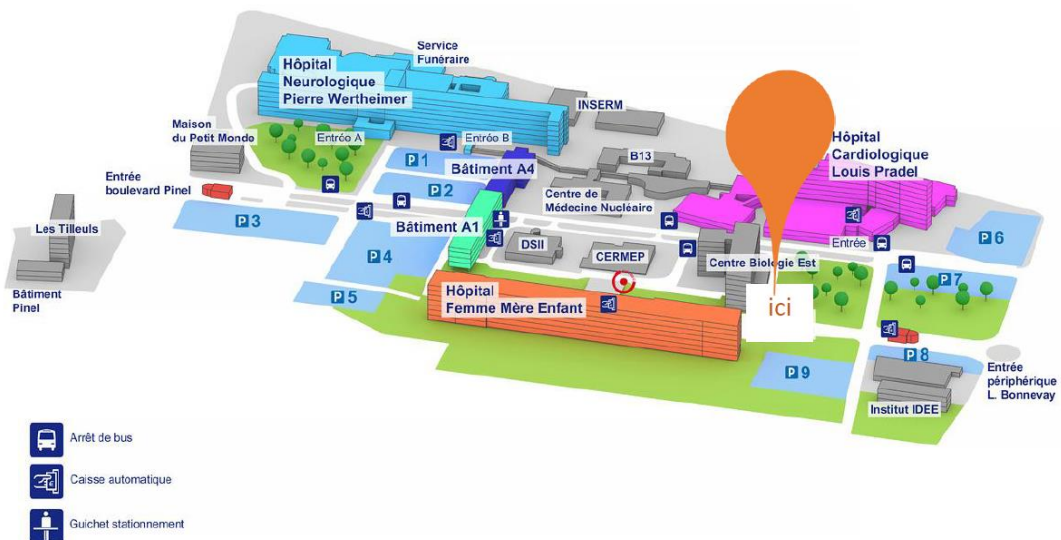 Service
Funéraire
Hôpital
Neurologique
Pierre Wertheimer
INSERM
Maison
du Petit Monde
Entrée A
Entrée B
P 1
B13
Hôpital
Cardiologique
Louis Pradel
Bâtiment A4
Entrée
boulevard Pinel
P 2
Centre de
Médecine Nucléaire
P 3
Les Tilleuls
Bâtiment A1
P 6
DSII
Entrée
P 4
CERMEP
Centre Biologie Est
P 7
Bâtiment
Pinel
P 5
Hôpital
Femme Mère Enfant
ici
P 8
P 9
Entrée
périphérique
L. Bonnevay
Institut IDEE
Arrêt de bus
Caisse automatique
Guichet stationnement